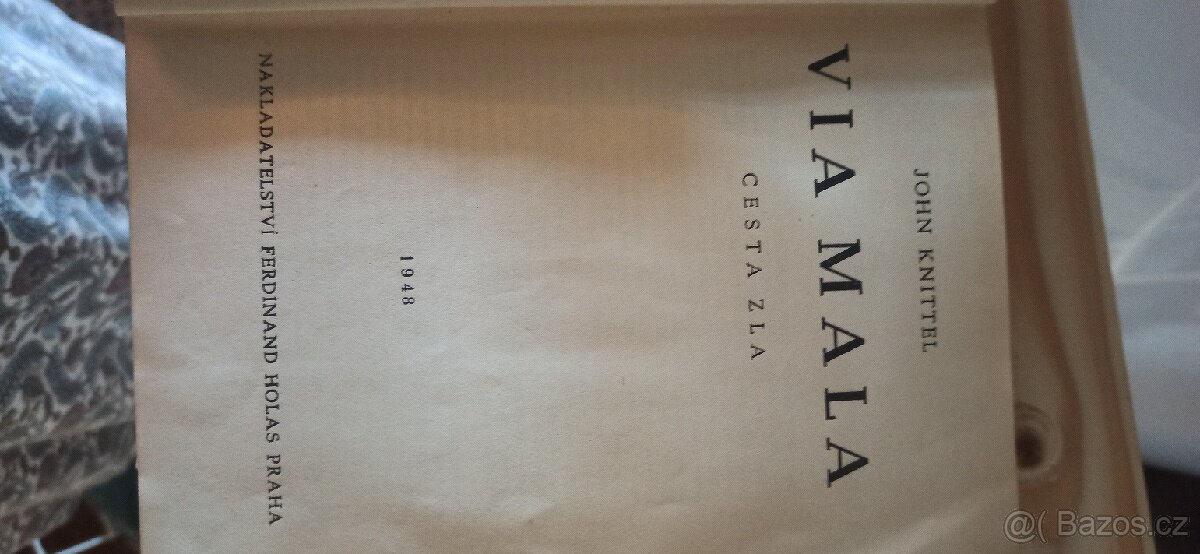 JOHN KNITTEL
VIA MALA
CESTA ZLA
1948
NAKLADATELSTVÍ FERDINAND HOLAS PRAHA
@( Bazos.cz